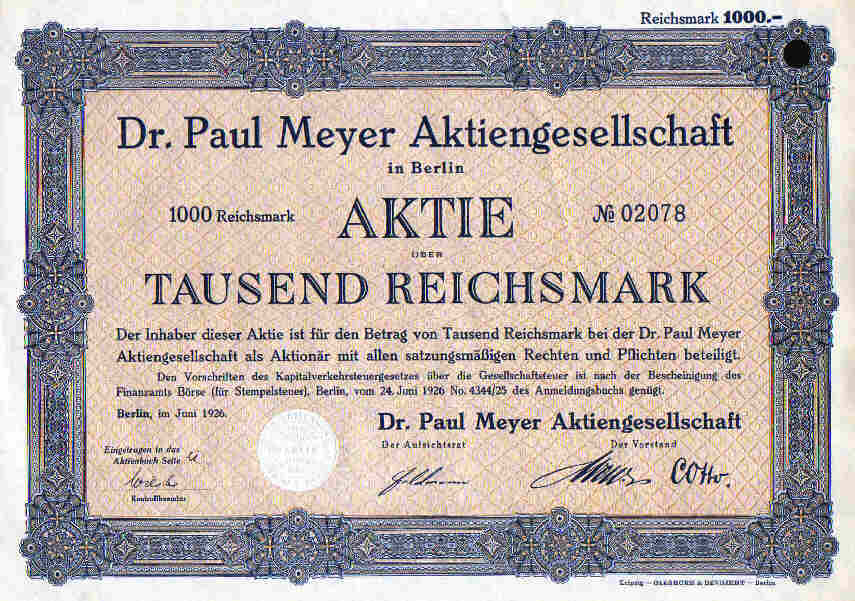 Reichsmark 1000.–
Dr. Paul Meyer Aktiengesellschaft
in Berlin
1000 Reichsmark AKTIE № 02078
ÜBER
TAUSEND REICHSMARK
Der Inhaber dieser Aktie ist für den Betrag von Tausend Reichsmark bei der Dr. Paul Meyer
Aktiengesellschaft als Aktionär mit allen satzungsmäßigen Rechten und Pflichten beteiligt.
Den Vorschriften des Kapitalverkehrsteuergesetzes über die Gesellschaftsteuer ist nach der Bescheinigung des
Finanzamts Börse (für Stempelsteuer), Berlin, vom 24. Juni 1926 No. 4344/25 des Anmeldungsbuchs genügt.
Berlin, im Juni 1926.
Dr. Paul Meyer Aktiengesellschaft
Der Aufsichtsrat Der Vorstand
Eingetragen in das
Aktienbuch Seite
Kontrollbeamter
COtto.
Leipzig — GIESECKE & DEVRIENT — Berlin